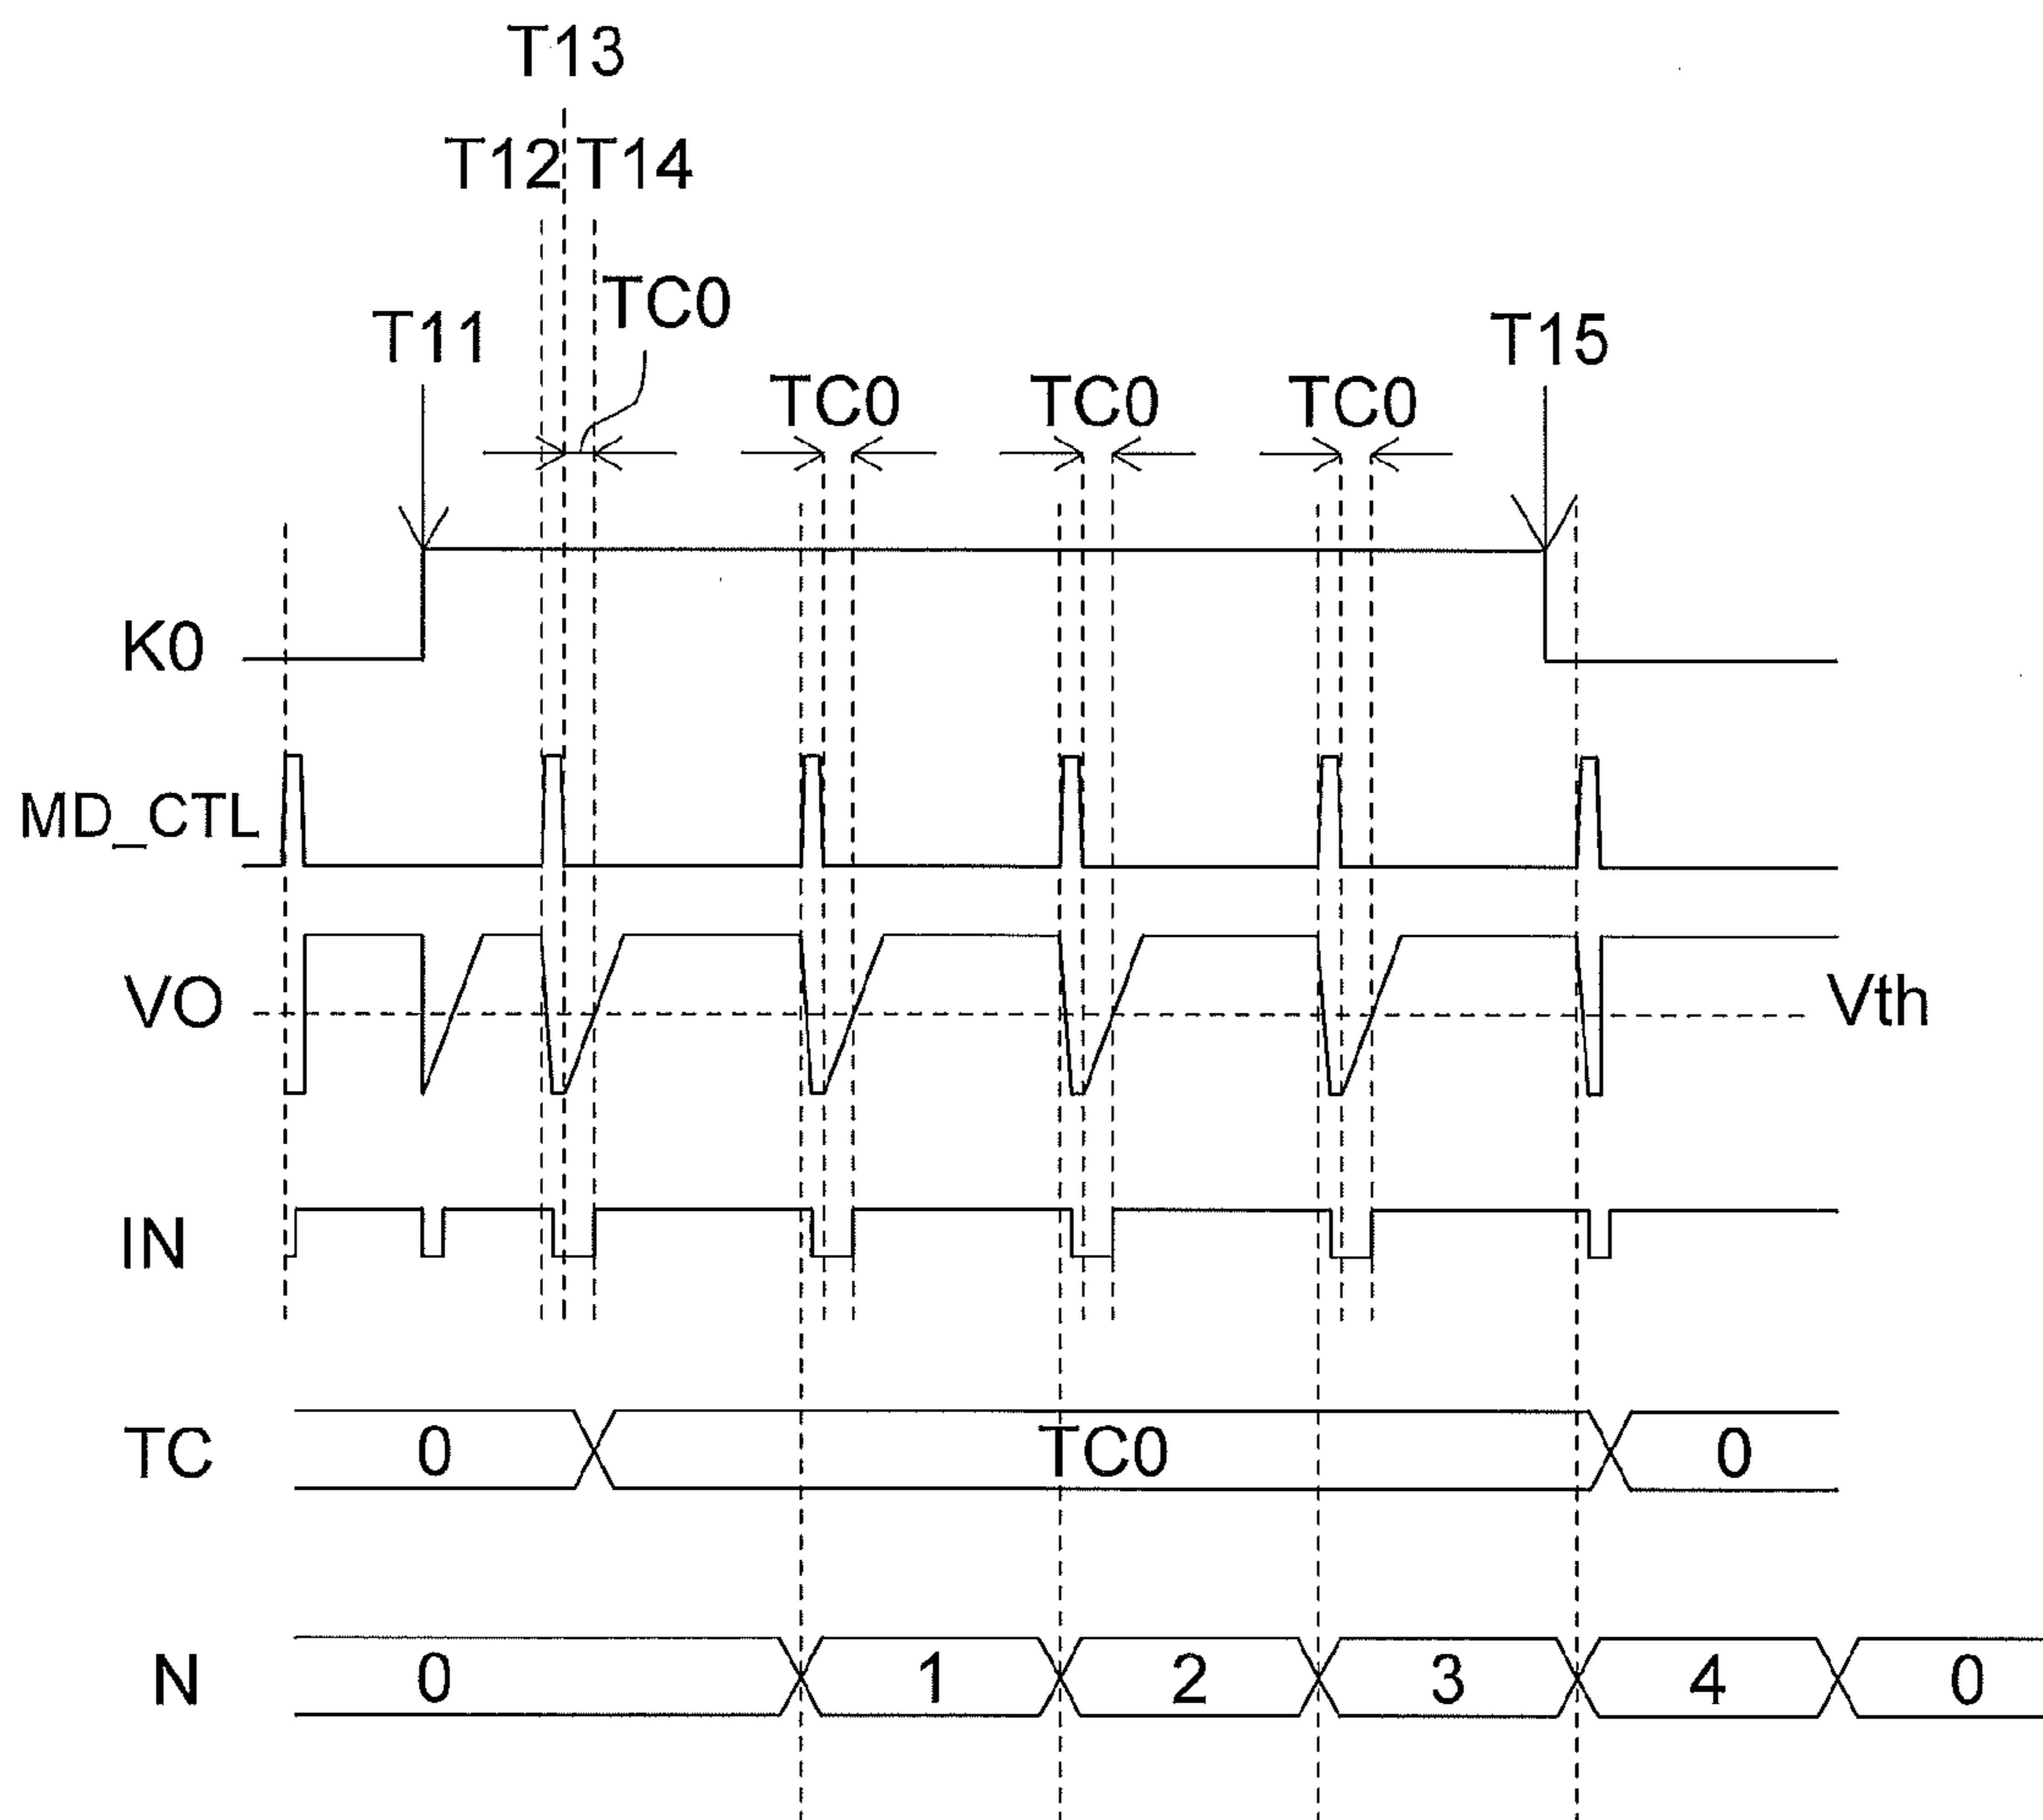 T13
T12 T14
TC0
T11 T15
TC0 TC0 TC0
K0
MD_CTL
VO Vth
IN
TC 0 TC0 0
N 0 1 2 3 4 0